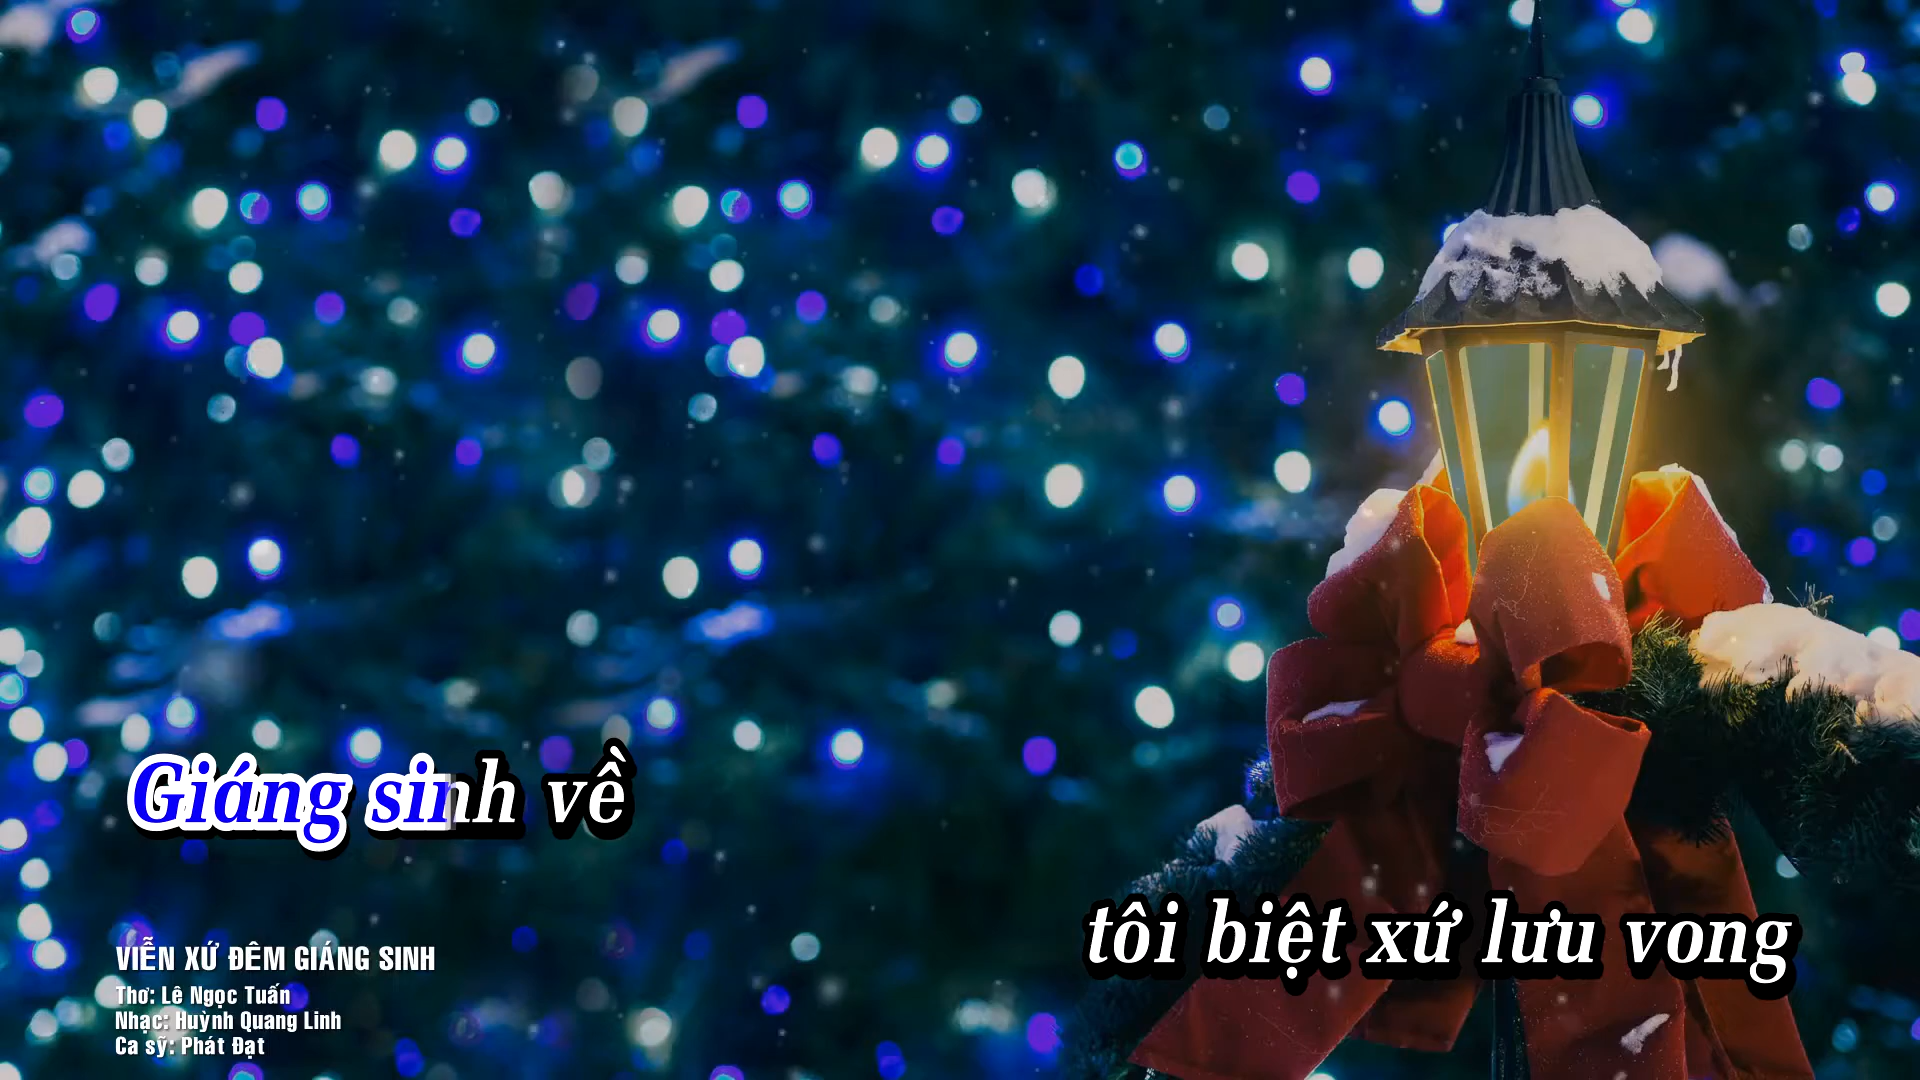 Giáng sinh về
tôi biệt xứ lưu vong
VIỄN XỨ ĐÊM GIÁNG SINH
Thơ: Lê Ngọc Tuấn
Nhạc: Huỳnh Quang Linh
Ca sỹ: Phát Đạt